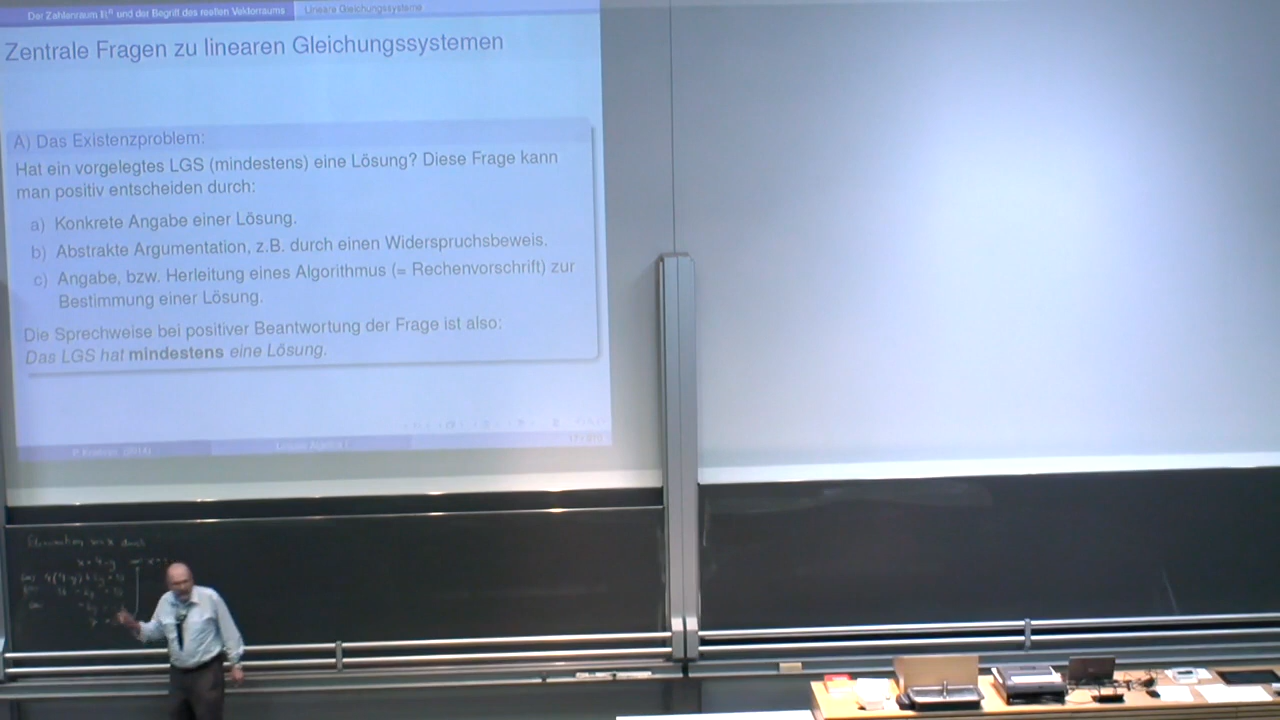 Der Zahlenraum ℝⁿ und der Begriff des reellen Vektorraums
Lineare Gleichungssysteme
Zentrale Fragen zu linearen Gleichungssystemen
A) Das Existenzproblem:
Hat ein vorgelegtes LGS (mindestens) eine Lösung? Diese Frage kann
man positiv entscheiden durch:
a) Konkrete Angabe einer Lösung.
b) Abstrakte Argumentation, z.B. durch einen Widerspruchsbeweis.
c) Angabe, bzw. Herleitung eines Algorithmus (= Rechenvorschrift) zur
Bestimmung einer Lösung.
Die Sprechweise bei positiver Beantwortung der Frage ist also:
Das LGS hat mindestens eine Lösung.
Lineare Algebra I